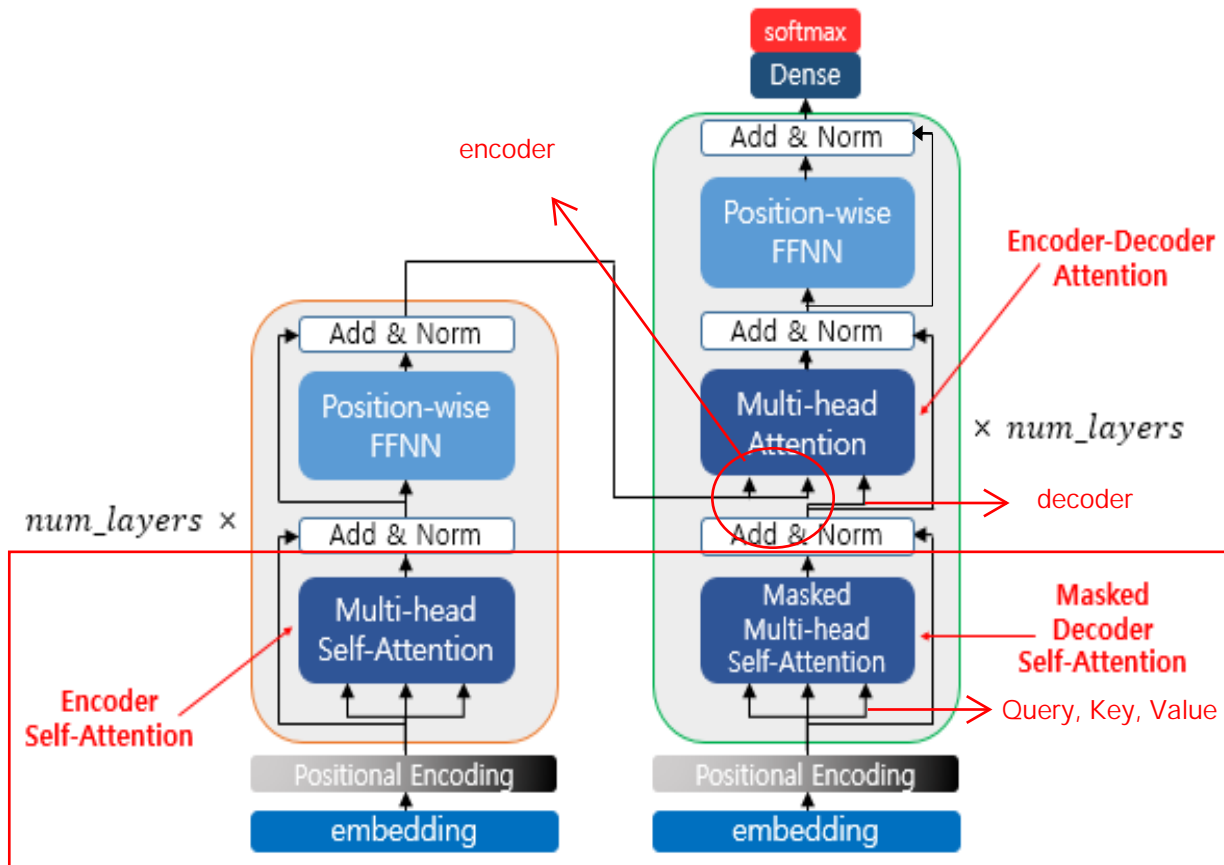 softmax
Dense
Add & Norm
encoder
Position-wise
FFNN
Encoder-Decoder
Attention
Add & Norm
Add & Norm
Position-wise
FFNN
Multi-head
Attention
× num_layers
decoder
num_layers ×
Add & Norm
Add & Norm
Multi-head
Self-Attention
Masked
Multi-head
Self-Attention
Masked
Decoder
Self-Attention
Encoder
Self-Attention
Query, Key, Value
Positional Encoding
Positional Encoding
embedding
embedding